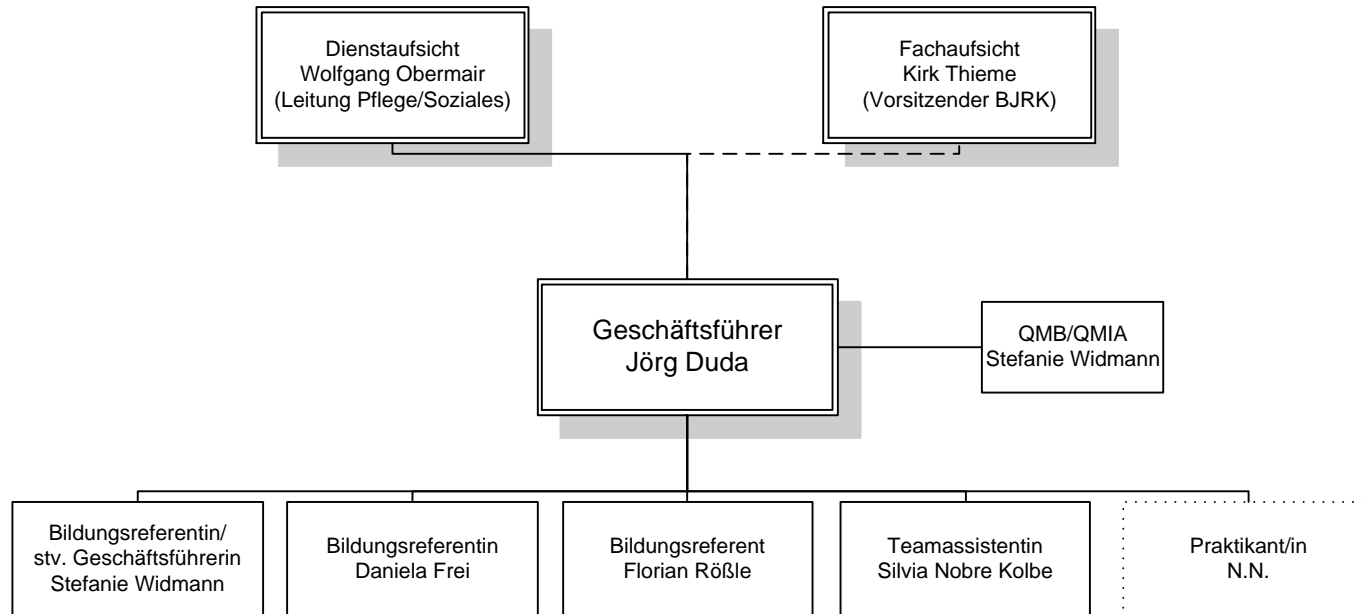 Dienstaufsicht
Wolfgang Obermair
(Leitung Pflege/Soziales)
Fachaufsicht
Kirk Thieme
(Vorsitzender BJRK)
Geschäftsführer
Jörg Duda
QMB/QMIA
Stefanie Widmann
Bildungsreferentin/
stv. Geschäftsführerin
Stefanie Widmann
Bildungsreferentin
Daniela Frei
Bildungsreferent
Florian Rößle
Teamassistentin
Silvia Nobre Kolbe
Praktikant/in
N.N.